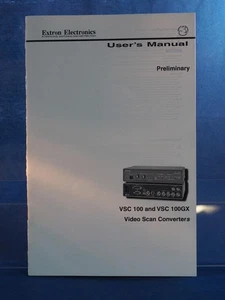 Extron Electronics
User's Manual
Preliminary
VSC 100 and VSC 100GX
Video Scan Converters